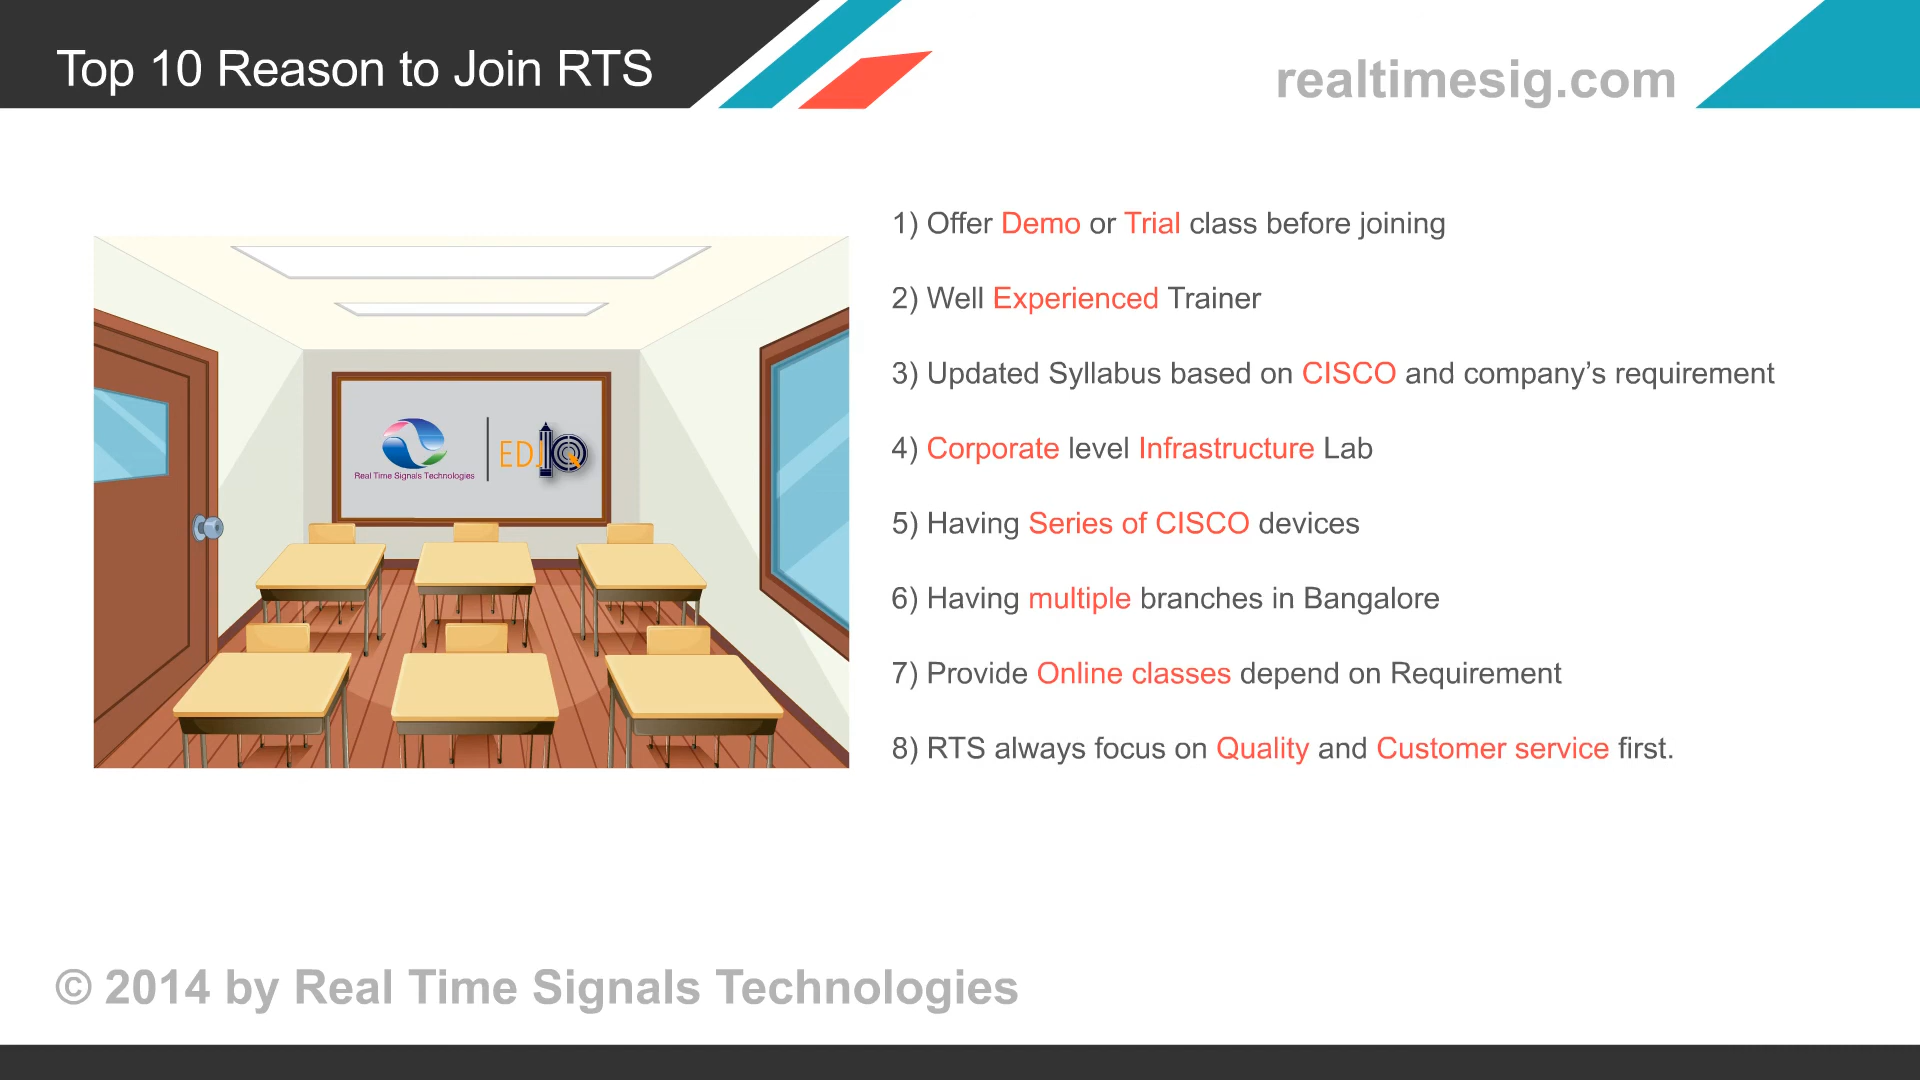 Top 10 Reason to Join RTS
realtimesig.com
1) Offer Demo or Trial class before joining
2) Well Experienced Trainer
3) Updated Syllabus based on CISCO and company’s requirement
4) Corporate level Infrastructure Lab
5) Having Series of CISCO devices
6) Having multiple branches in Bangalore
7) Provide Online classes depend on Requirement
8) RTS always focus on Quality and Customer service first.
Real Time Signals Technologies
© 2014 by Real Time Signals Technologies